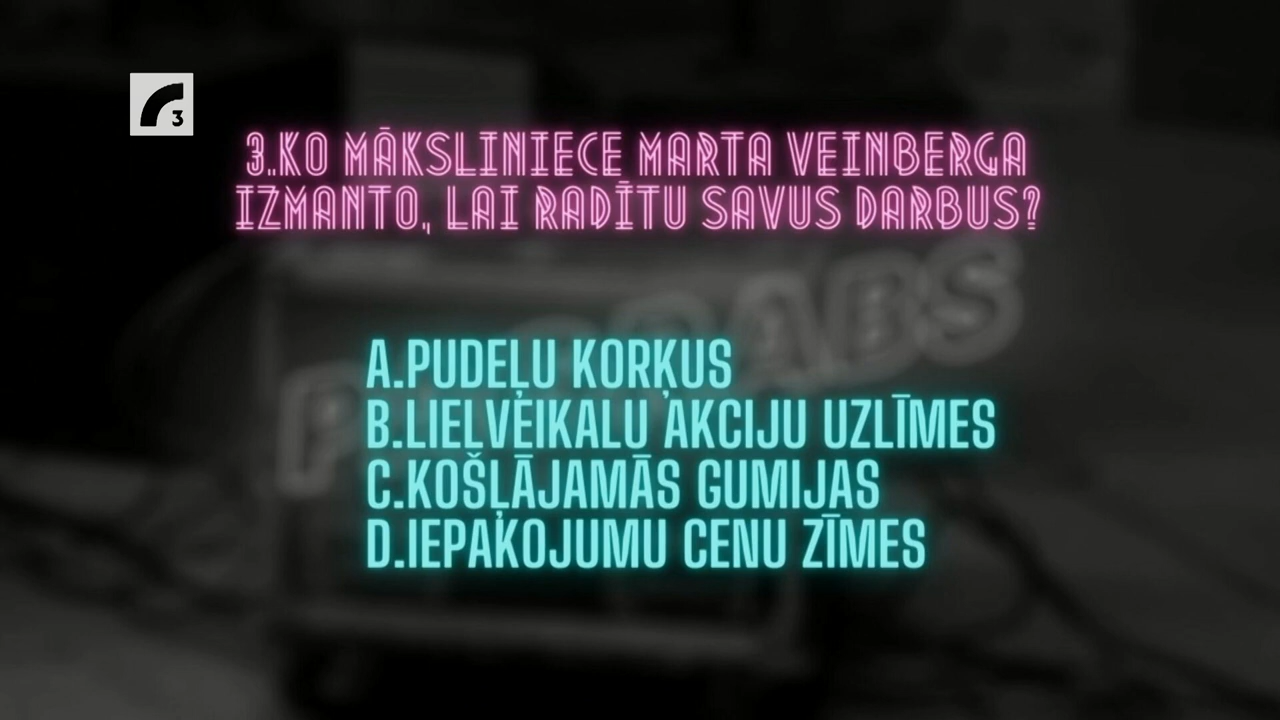 3
3.KO MĀKSLINIECE MARTA VEINBERGA
IZMANTO, LAI RADĪTU SAVUS DARBUS?
A.PUDEĻU KORĶUS
B.LIELVEIKALU AKCIJU UZLĪMES
C.KOŠĻĀJAMĀS GUMIJAS
D.IEPAKOJUMU CENU ZĪMES